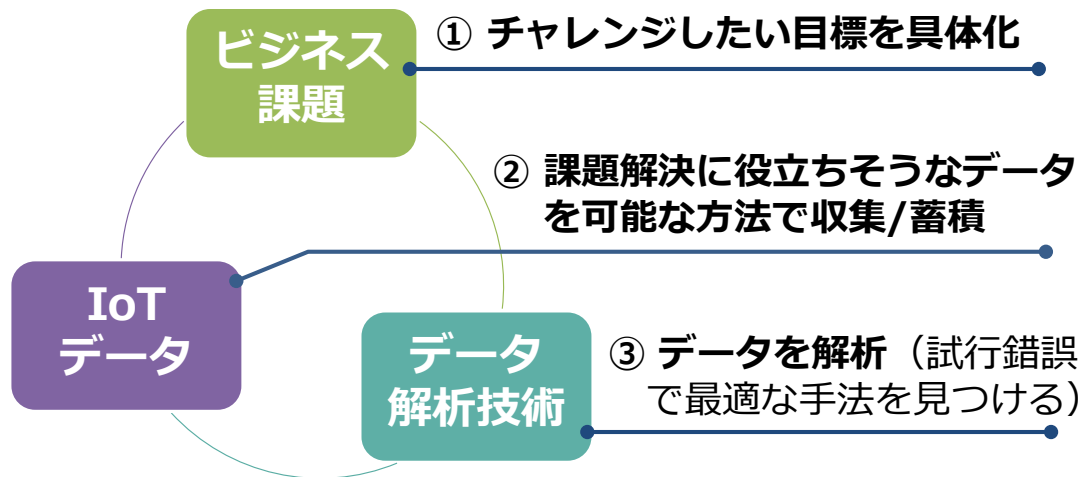 ビジネス
課題
① チャレンジしたい目標を具体化
② 課題解決に役立ちそうなデータ
を可能な方法で収集/蓄積
IoT
データ
データ
解析技術
③ データを解析（試行錯誤
で最適な手法を見つける）